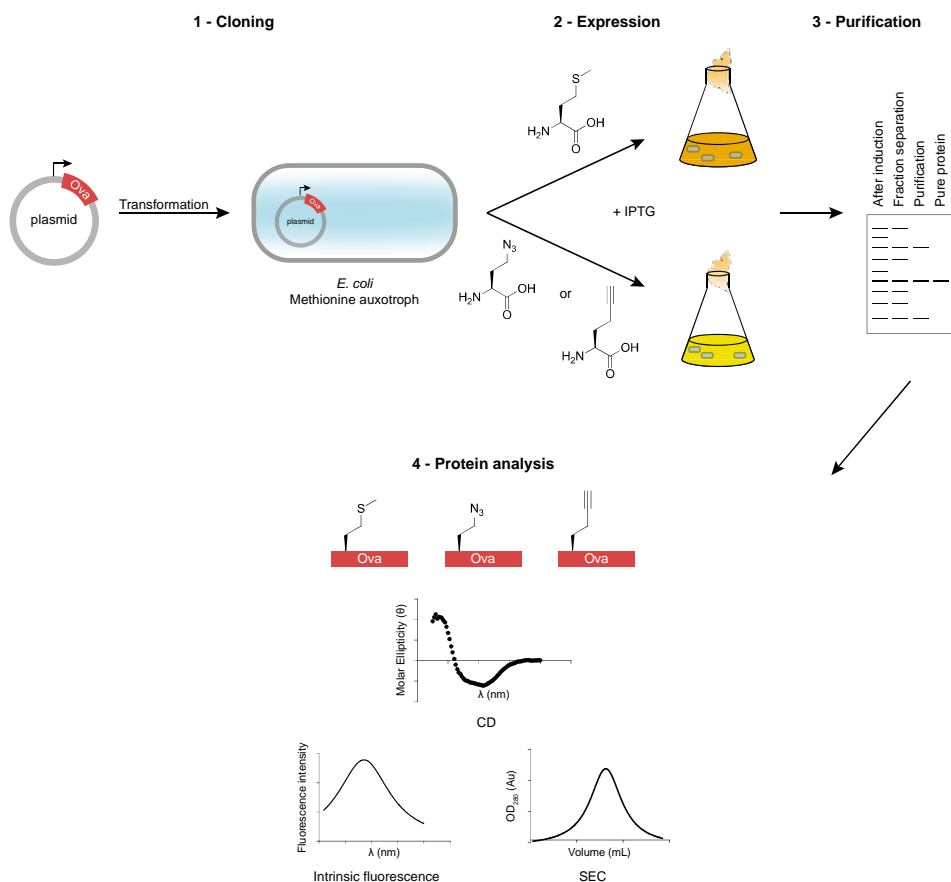 1 - Cloning
2 - Expression
3 - Purification
Ova
plasmid
Transformation
Ova
plasmid
E. coli
Methionine auxotroph
S
H₂N
OH
O
+ IPTG
N₃
H₂N
OH
O
or
H₂N
OH
O
After induction
Fraction separation
Purification
Pure protein
4 - Protein analysis
S
N₃
Ova
Ova
Ova
Molar Ellipticity (θ)
λ (nm)
CD
Fluorescence intensity
λ (nm)
Intrinsic fluorescence
OD₂₈₀ (Au)
Volume (mL)
SEC